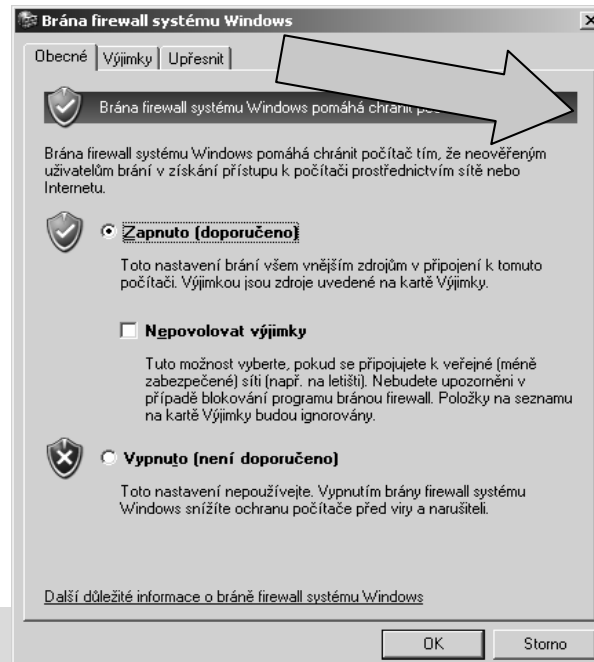 Brána firewall systému Windows
Obecné Výjimky Upřesnit
Brána firewall systému Windows pomáhá chránit
Brána firewall systému Windows pomáhá chránit počítač tím, že neověřeným
uživatelům brání v získání přístupu k počítači prostřednictvím sítě nebo
Internetu.
Zapnuto (doporučeno)
Toto nastavení brání všem vnějším zdrojům v připojení k tomuto
počítači. Výjimkou jsou zdroje uvedené na kartě Výjimky.
Nepovolovat výjimky
Tuto možnost vyberte, pokud se připojujete k veřejné (méně
zabezpečené) síti (např. na letišti). Nebudete upozorněni v
případě blokování programu bránou firewall. Položky na seznamu
na kartě Výjimky budou ignorovány.
Vypnuto (není doporučeno)
Toto nastavení nepoužívejte. Vypnutím brány firewall systému
Windows snížíte ochranu počítače před viry a narušiteli.
Další důležité informace o bráně firewall systému Windows
OK Storno